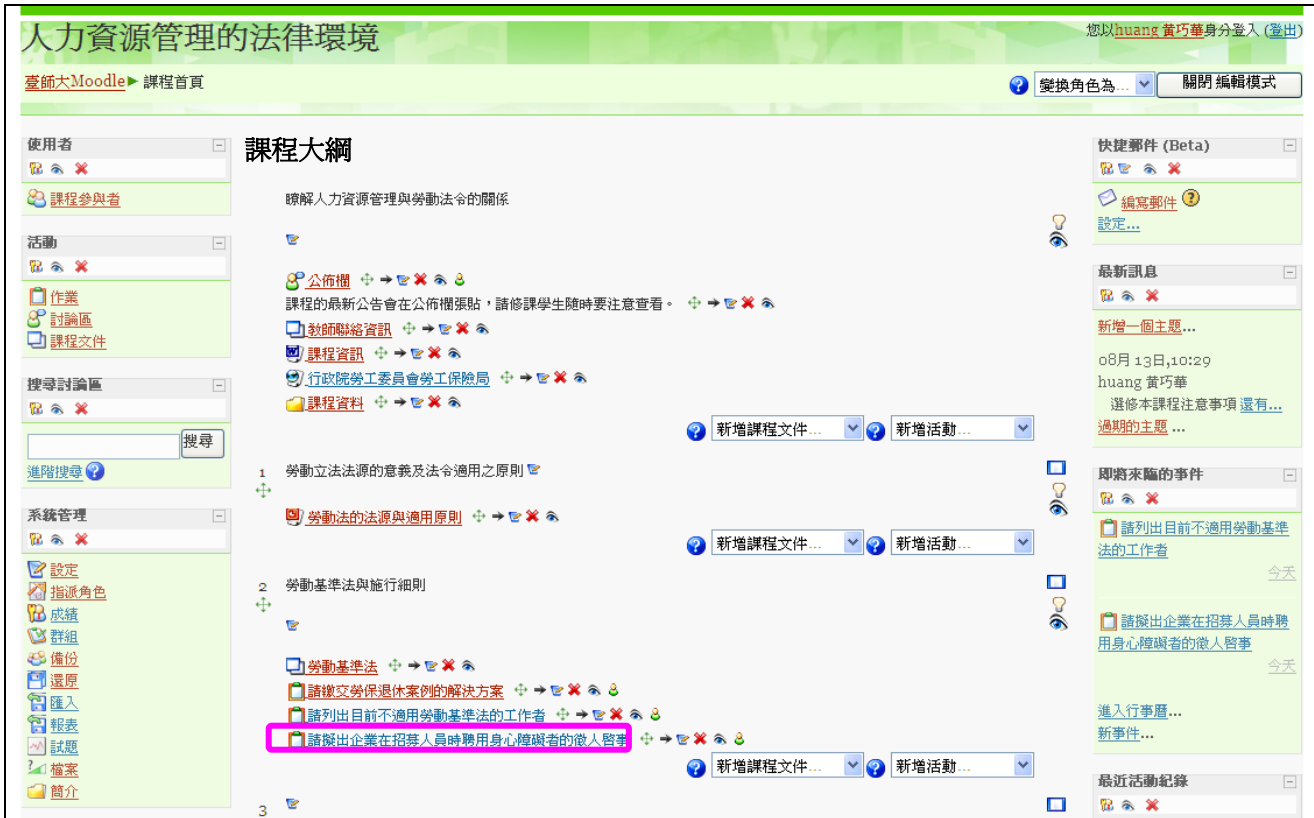 人力資源管理的法律環境
您以huang 黃巧華身分登入 (登出)
臺師大Moodle► 課程首頁
變換角色為...
關閉 編輯模式
使用者
課程參與者
活動
作業
討論區
課程文件
搜尋討論區
搜尋
進階搜尋
系統管理
設定
指派角色
成績
群組
備份
還原
匯入
報表
試題
檔案
簡介
課程大綱
瞭解人力資源管理與勞動法令的關係
公佈欄
課程的最新公告會在公佈欄張貼，請修課學生隨時要注意查看。
教師聯絡資訊
課程資訊
行政院勞工委員會勞工保險局
課程資料
新增課程文件... 新增活動...
1 勞動立法法源的意義及法令適用之原則
勞動法的法源與適用原則
新增課程文件... 新增活動...
2 勞動基準法與施行細則
勞動基準法
請繳交勞保退休案例的解決方案
請列出目前不適用勞動基準法的工作者
請擬出企業在招募人員時聘用身心障礙者的徵人啓事
新增課程文件... 新增活動...
3
快捷郵件 (Beta)
編寫郵件
設定...
最新訊息
新增一個主題...
08月 13日,10:29
huang 黃巧華
選修本課程注意事項 還有...
過期的主題 ...
即將來臨的事件
請列出目前不適用勞動基準
法的工作者
今天
請擬出企業在招募人員時聘
用身心障礙者的徵人啓事
今天
進入行事曆...
新事件...
最近活動紀錄